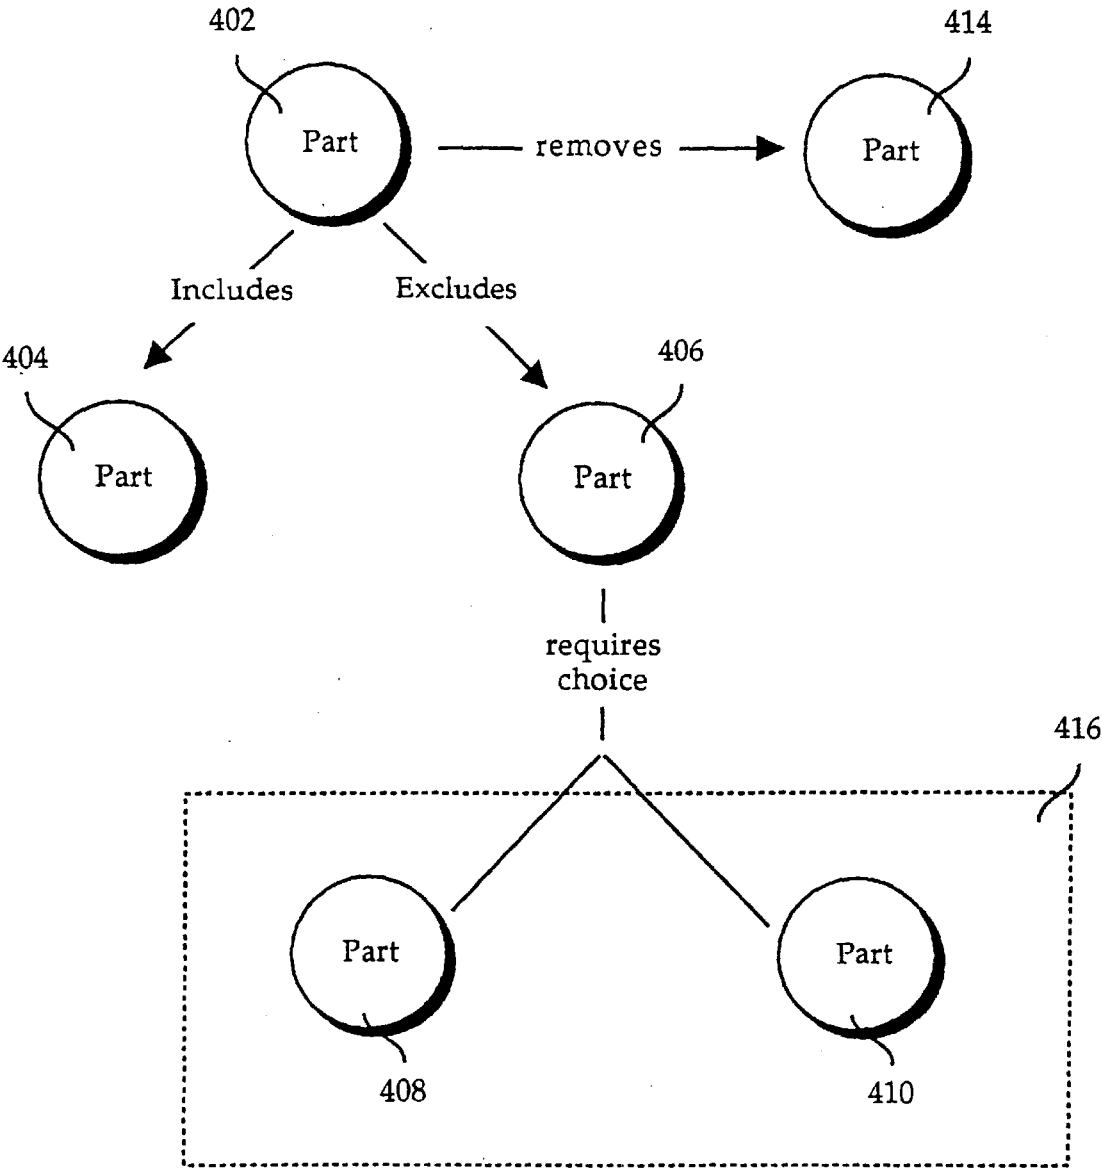 402
414
Part
removes
Part
Includes
Excludes
404
406
Part
Part
requires
choice
416
Part
Part
408
410